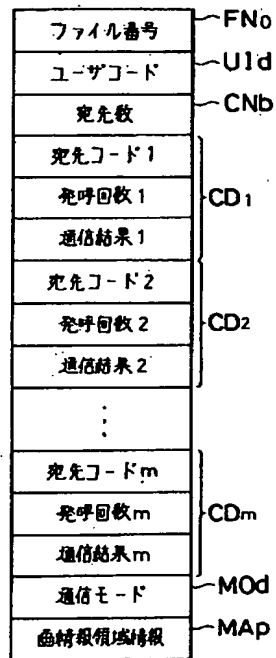 ファイル番号 FNo
ユーザコード UId
宛先数 CNb
宛先コード1
発呼回数1 CD1
通信結果1
宛先コード2
発呼回数2 CD2
通信結果2
⋮
宛先コードm
発呼回数m CDm
通信結果m
通信モード MOd
画情報領域情報 MAp